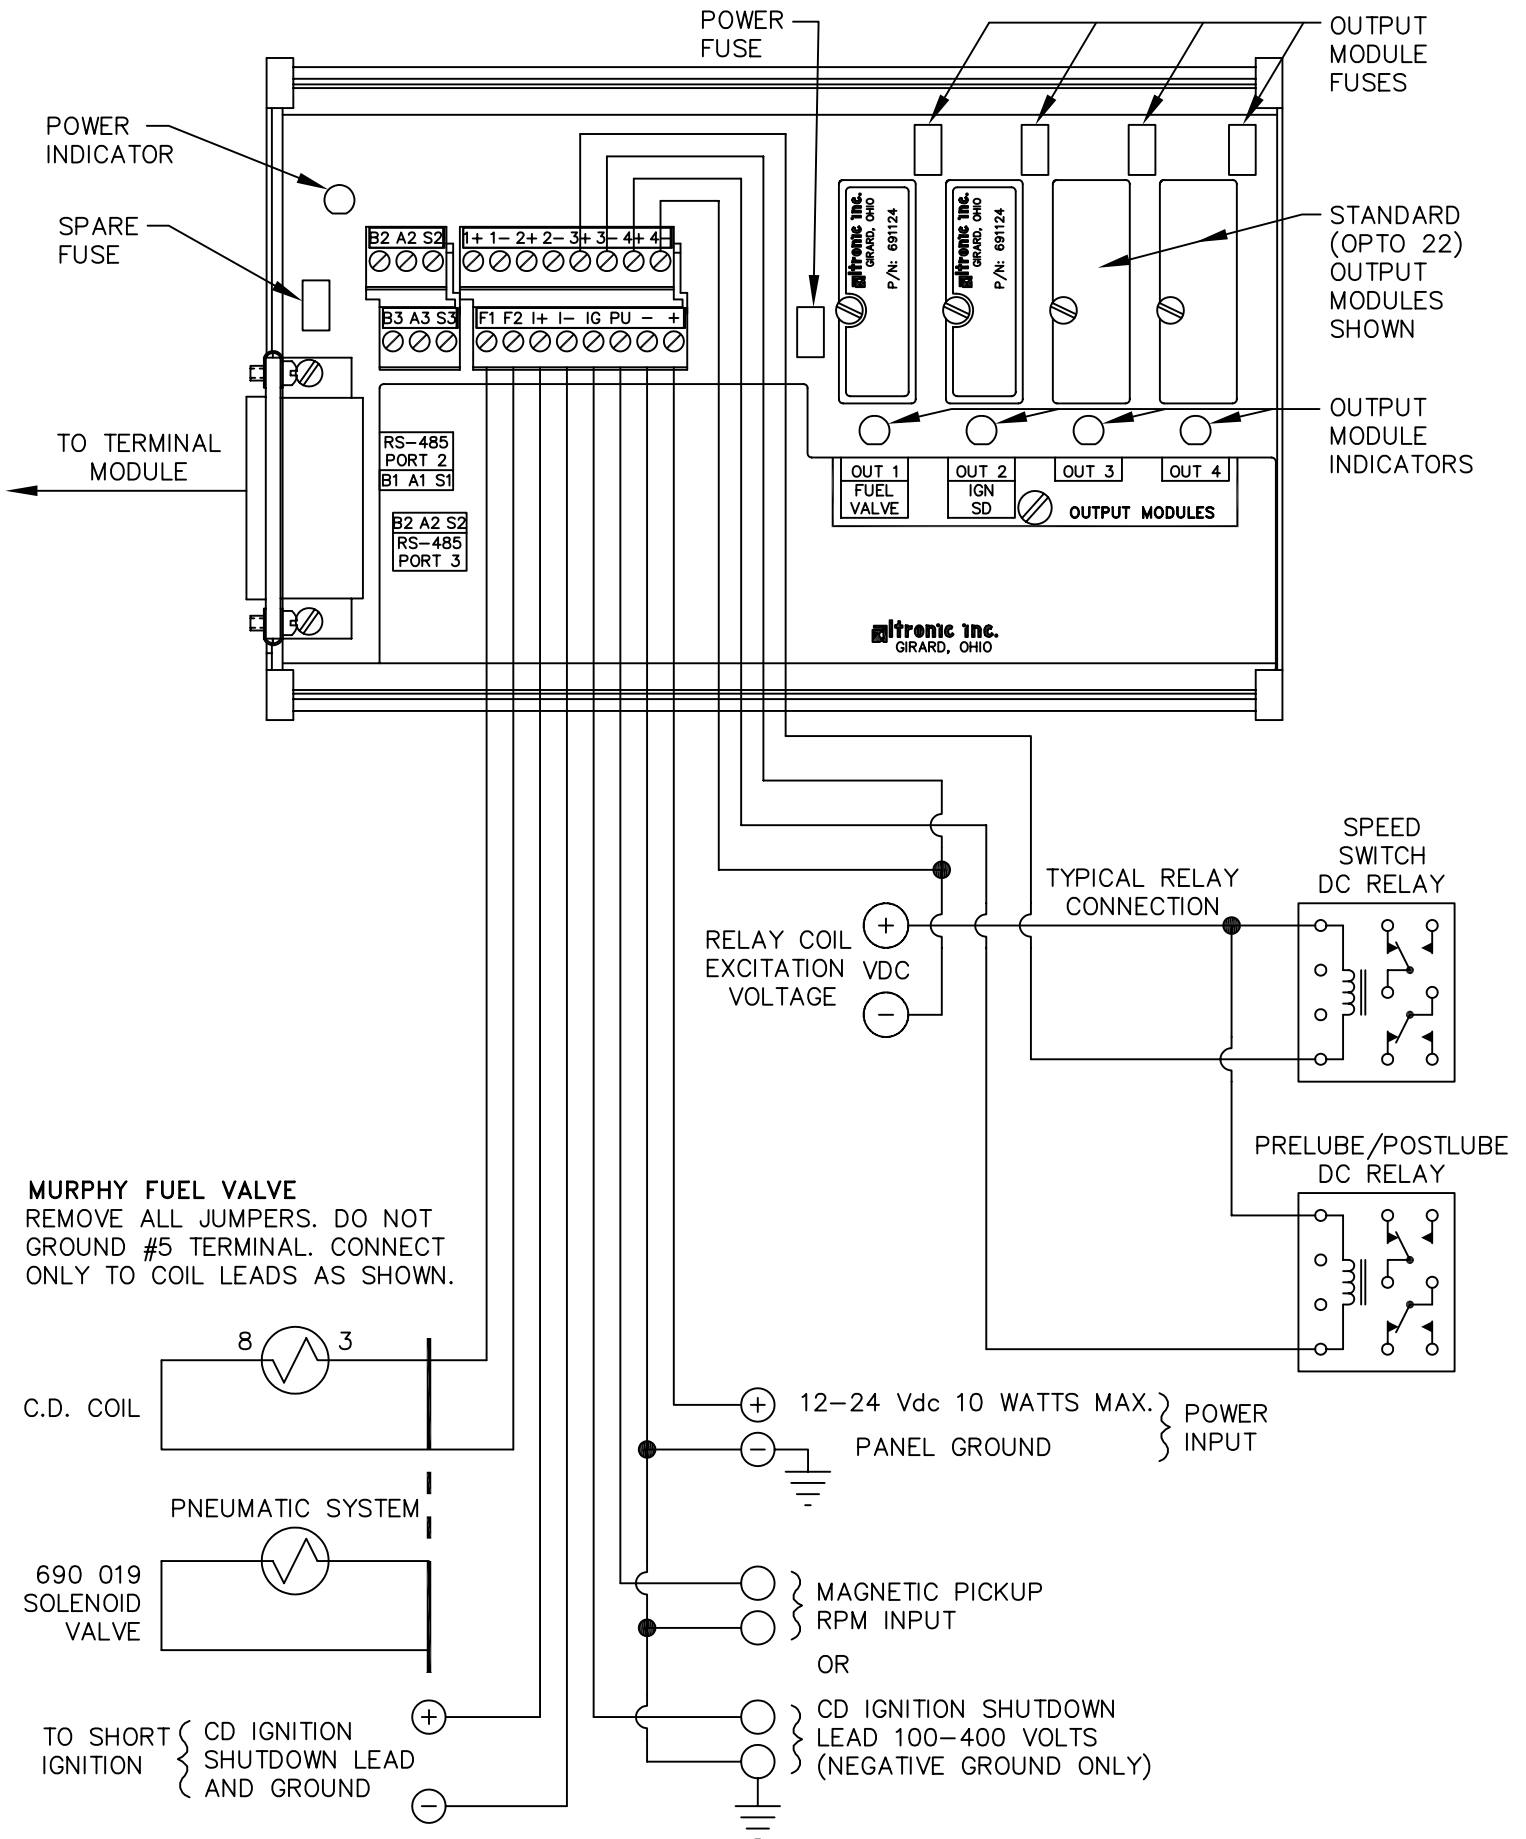 POWER
FUSE
OUTPUT
MODULE
FUSES
POWER
INDICATOR
SPARE
FUSE
B2 A2 S2
1+ 1- 2+ 2- 3+ 3- 4+ 4-
B3 A3 S3
F1 F2 I+ I- IG PU - +
altronic inc.
GIRARD, OHIO
P/N: 691124
altronic inc.
GIRARD, OHIO
P/N: 691124
STANDARD
(OPTO 22)
OUTPUT
MODULES
SHOWN
OUTPUT
MODULE
INDICATORS
TO TERMINAL
MODULE
RS-485
PORT 2
B1 A1 S1
B2 A2 S2
RS-485
PORT 3
OUT 1
FUEL
VALVE
OUT 2
IGN
SD
OUT 3
OUT 4
OUTPUT MODULES
altronic inc.
GIRARD, OHIO
SPEED
SWITCH
DC RELAY
TYPICAL RELAY
CONNECTION
RELAY COIL
EXCITATION
VOLTAGE
+
VDC
-
PRELUBE/POSTLUBE
DC RELAY
MURPHY FUEL VALVE
REMOVE ALL JUMPERS. DO NOT
GROUND #5 TERMINAL. CONNECT
ONLY TO COIL LEADS AS SHOWN.
8
3
C.D. COIL
+
12-24 Vdc 10 WATTS MAX.
-
PANEL GROUND
POWER
INPUT
PNEUMATIC SYSTEM
690 019
SOLENOID
VALVE
MAGNETIC PICKUP
RPM INPUT
OR
CD IGNITION SHUTDOWN
LEAD 100-400 VOLTS
(NEGATIVE GROUND ONLY)
TO SHORT
IGNITION
CD IGNITION
SHUTDOWN LEAD
AND GROUND
+
-